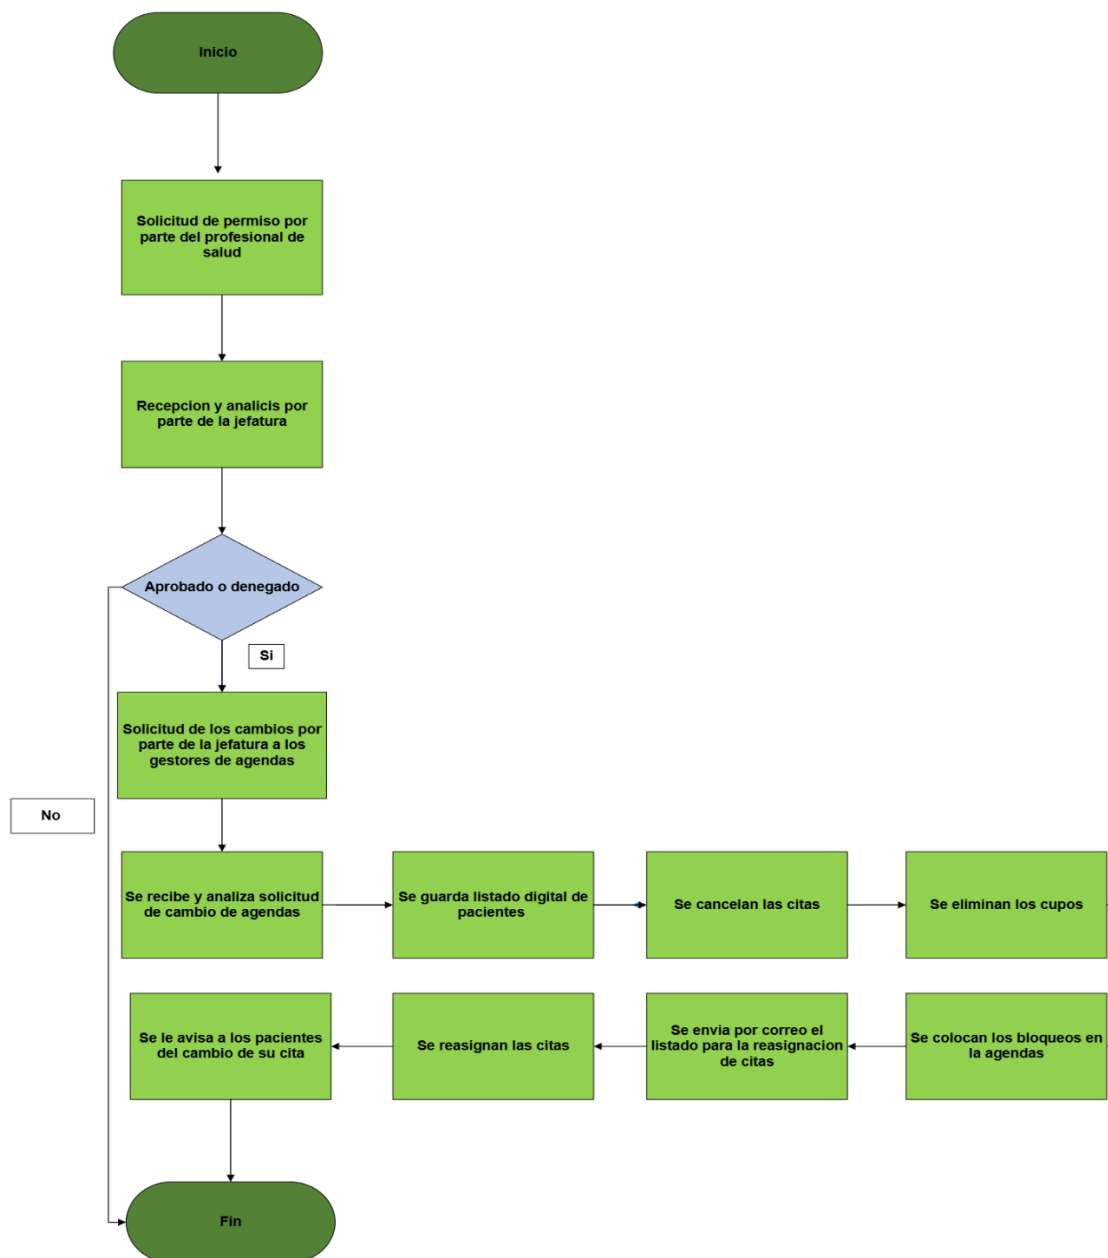 Inicio
Solicitud de permiso por
parte del profesional de
salud
Recepcion y analicis por
parte de la jefatura
Aprobado o denegado
Si
Solicitud de los cambios por
parte de la jefatura a los
gestores de agendas
No
Se recibe y analiza solicitud
de cambio de agendas
Se guarda listado digital de
pacientes
Se cancelan las citas
Se eliminan los cupos
Se colocan los bloqueos en
la agendas
Se envia por correo el
listado para la reasignacion
de citas
Se reasignan las citas
Se le avisa a los pacientes
del cambio de su cita
Fin